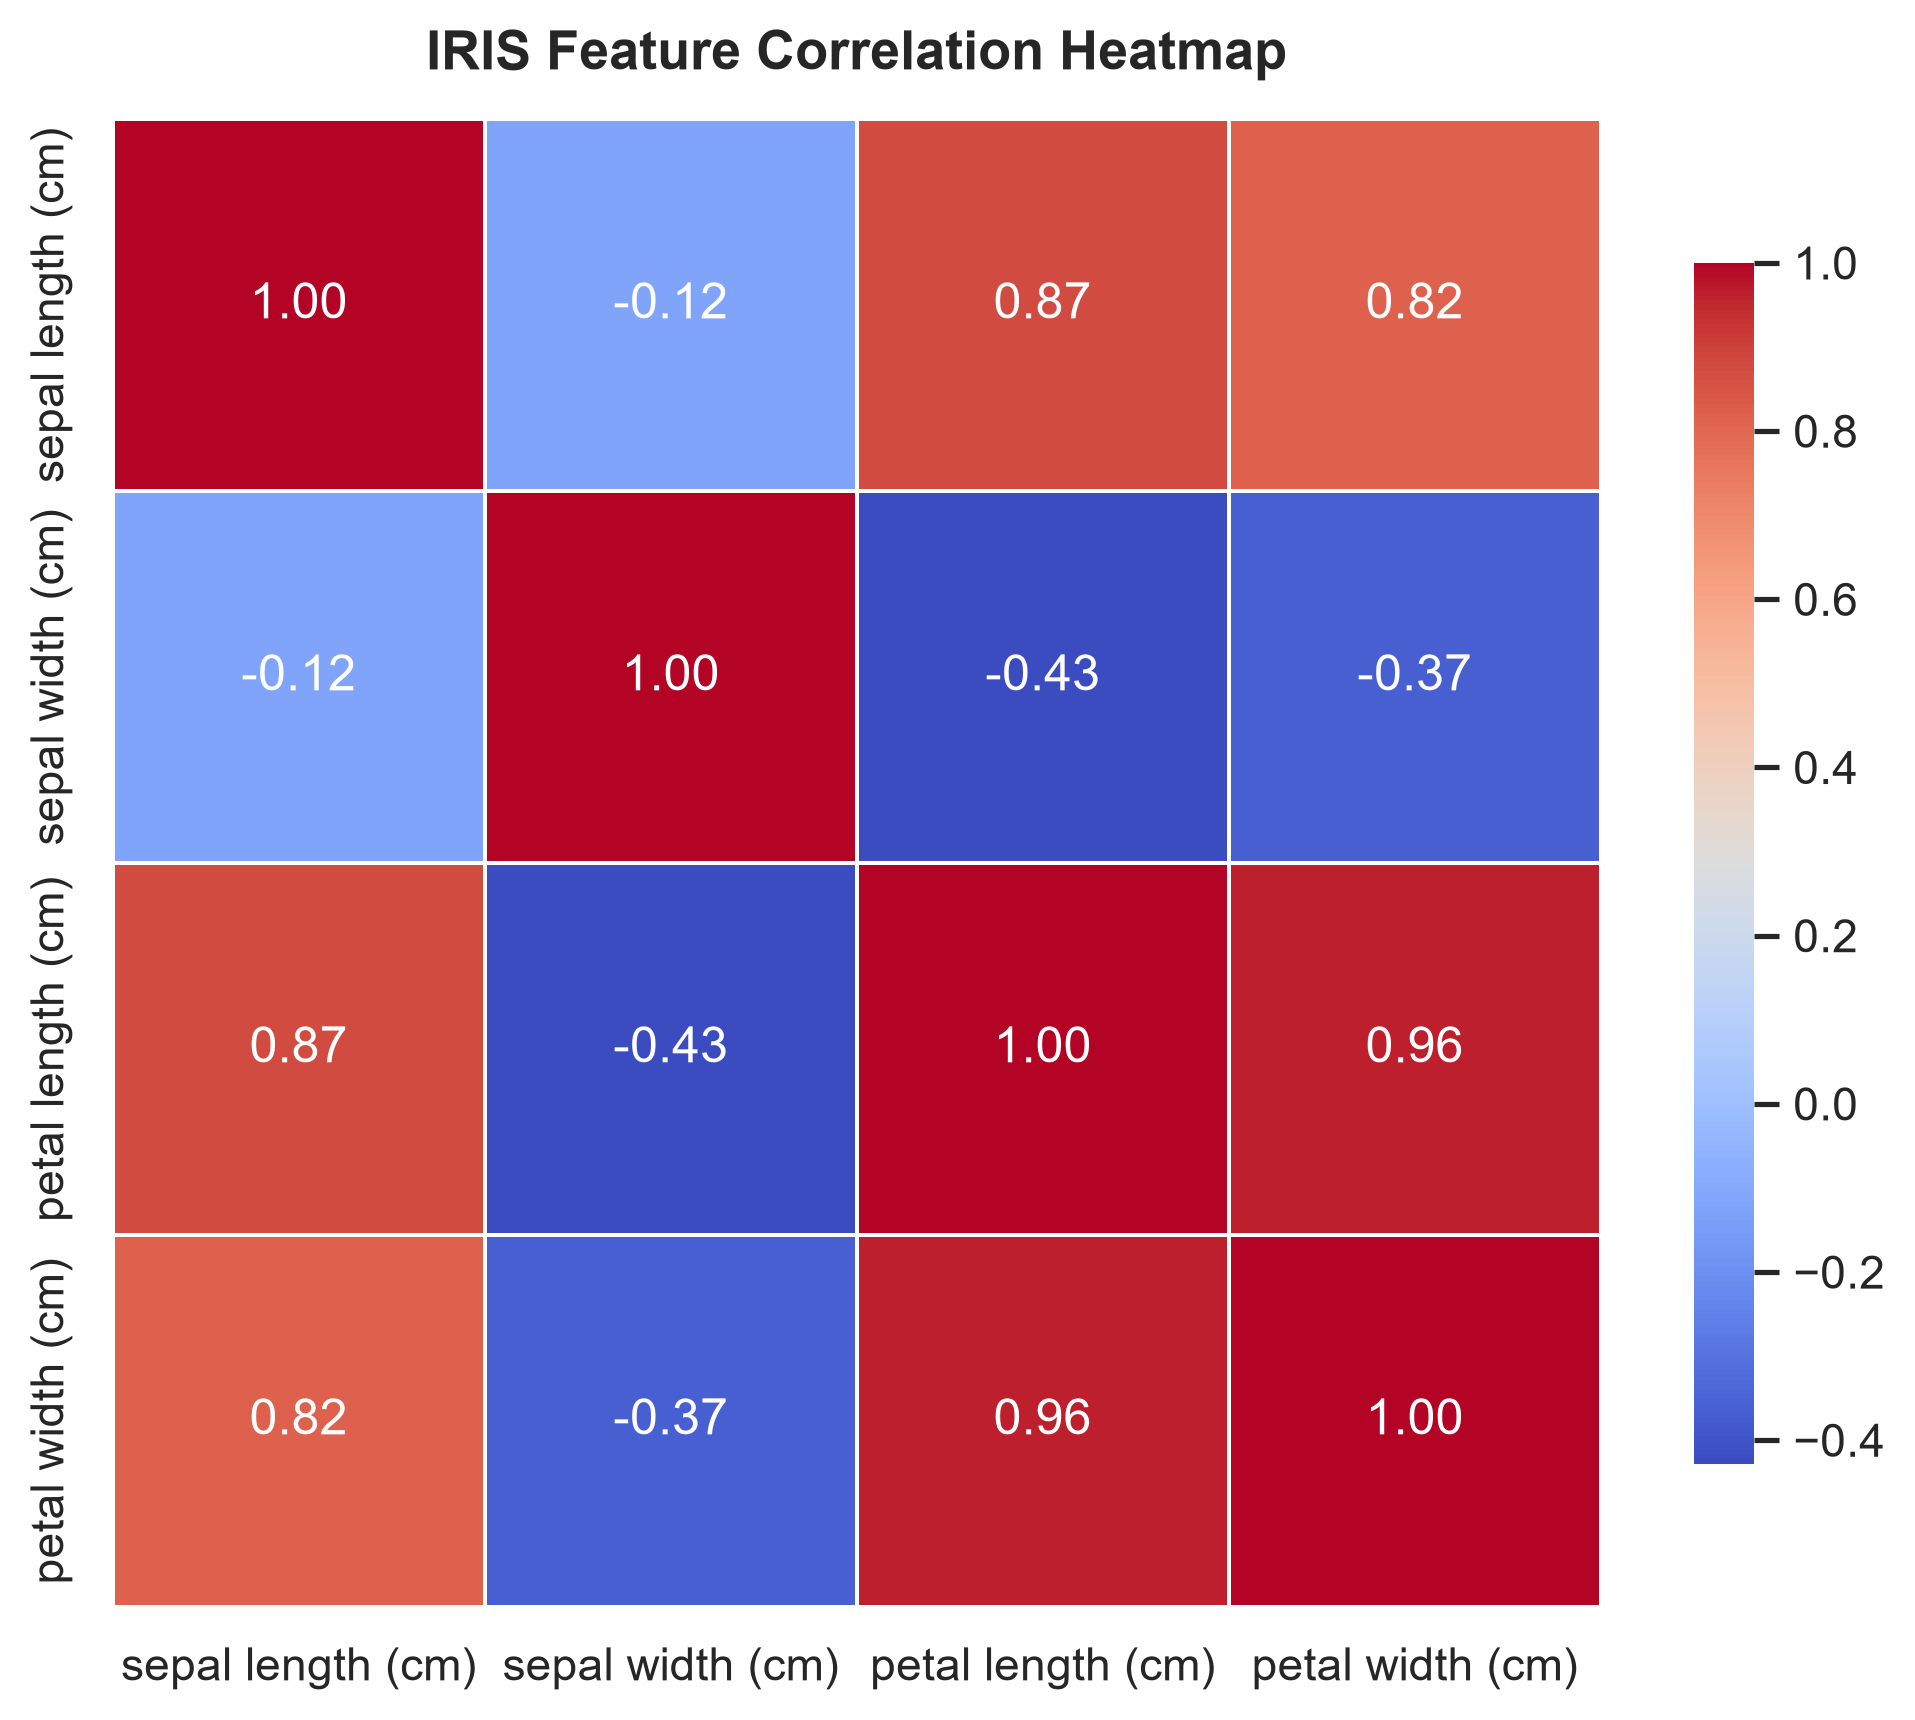 IRIS Feature Correlation Heatmap
sepal length (cm)
1.00 -0.12 0.87 0.82
sepal width (cm)
-0.12 1.00 -0.43 -0.37
petal length (cm)
0.87 -0.43 1.00 0.96
petal width (cm)
0.82 -0.37 0.96 1.00
sepal length (cm) sepal width (cm) petal length (cm) petal width (cm)
1.0
0.8
0.6
0.4
0.2
0.0
−0.2
−0.4